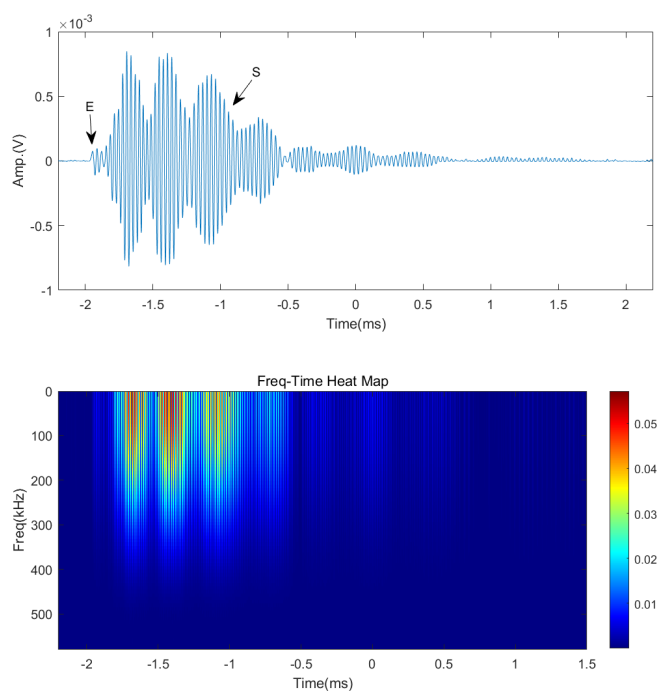 ×10⁻³
1
0.5
0
-0.5
-1
Amp.(V)
E
S
-2 -1.5 -1 -0.5 0 0.5 1 1.5 2
Time(ms)
Freq-Time Heat Map
0
100
200
300
400
500
Freq(kHz)
-2 -1.5 -1 -0.5 0 0.5 1 1.5
Time(ms)
0.05
0.04
0.03
0.02
0.01